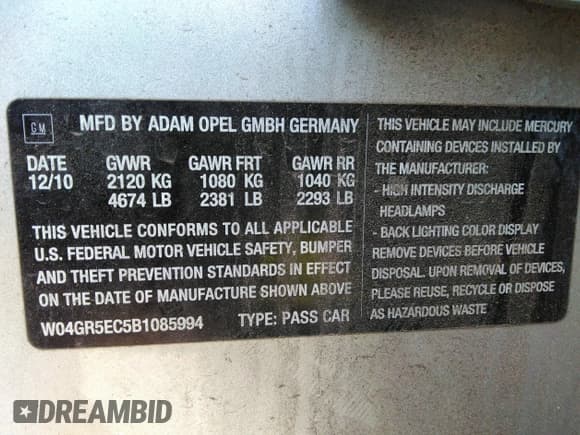 GM
MFD BY ADAM OPEL GMBH GERMANY
DATE GVWR GAWR FRT GAWR RR
12/10 2120 KG 1080 KG 1040 KG
4674 LB 2381 LB 2293 LB
THIS VEHICLE CONFORMS TO ALL APPLICABLE
U.S. FEDERAL MOTOR VEHICLE SAFETY, BUMPER
AND THEFT PREVENTION STANDARDS IN EFFECT
ON THE DATE OF MANUFACTURE SHOWN ABOVE
W04GR5EC5B1085994 TYPE: PASS CAR
THIS VEHICLE MAY INCLUDE MERCURY
CONTAINING DEVICES INSTALLED BY
THE MANUFACTURER:
- HIGH INTENSITY DISCHARGE
HEADLAMPS
- BACK LIGHTING COLOR DISPLAY
REMOVE DEVICES BEFORE VEHICLE
DISPOSAL. UPON REMOVAL OF DEVICES,
PLEASE REUSE, RECYCLE OR DISPOSE
AS HAZARDOUS WASTE
DREAMBID